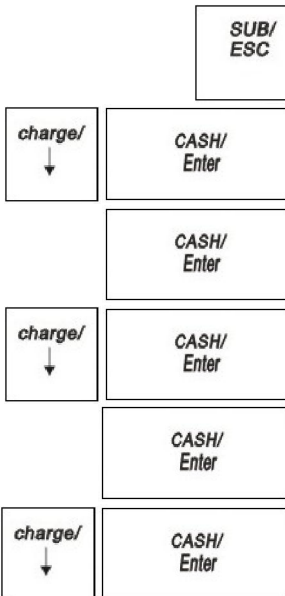 SUB/
ESC
charge/
↓
CASH/
Enter
CASH/
Enter
charge/
↓
CASH/
Enter
CASH/
Enter
charge/
↓
CASH/
Enter